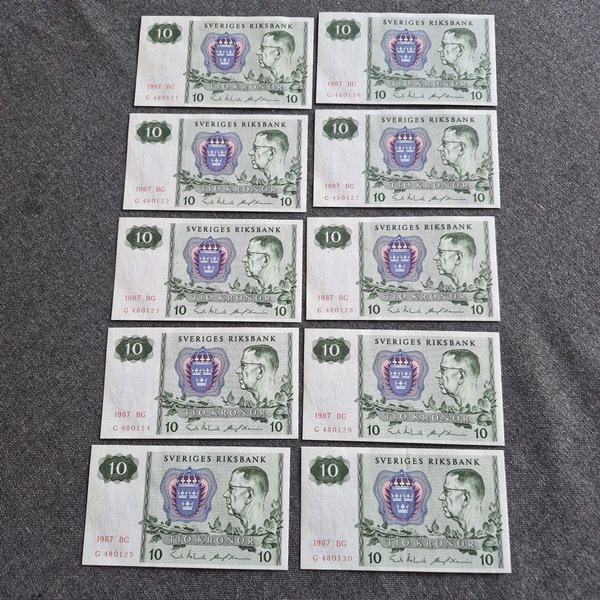 10 SVERIGES RIKSBANK
1987 BG
G 480121
TIO KRONOR
10 10
10 SVERIGES RIKSBANK
1987 BG
G 480126
TIO KRONOR
10 10
10 SVERIGES RIKSBANK
1987 BG
G 480122
TIO KRONOR
10 10
10 SVERIGES RIKSBANK
1987 BG
G 480127
TIO KRONOR
10 10
10 SVERIGES RIKSBANK
1987 BG
G 480123
TIO KRONOR
10 10
10 SVERIGES RIKSBANK
1987 BG
G 480128
TIO KRONOR
10 10
10 SVERIGES RIKSBANK
1987 BG
G 480124
TIO KRONOR
10 10
10 SVERIGES RIKSBANK
1987 BG
G 480129
TIO KRONOR
10 10
10 SVERIGES RIKSBANK
1987 BG
G 480125
TIO KRONOR
10 10
10 SVERIGES RIKSBANK
1987 BG
G 480130
TIO KRONOR
10 10